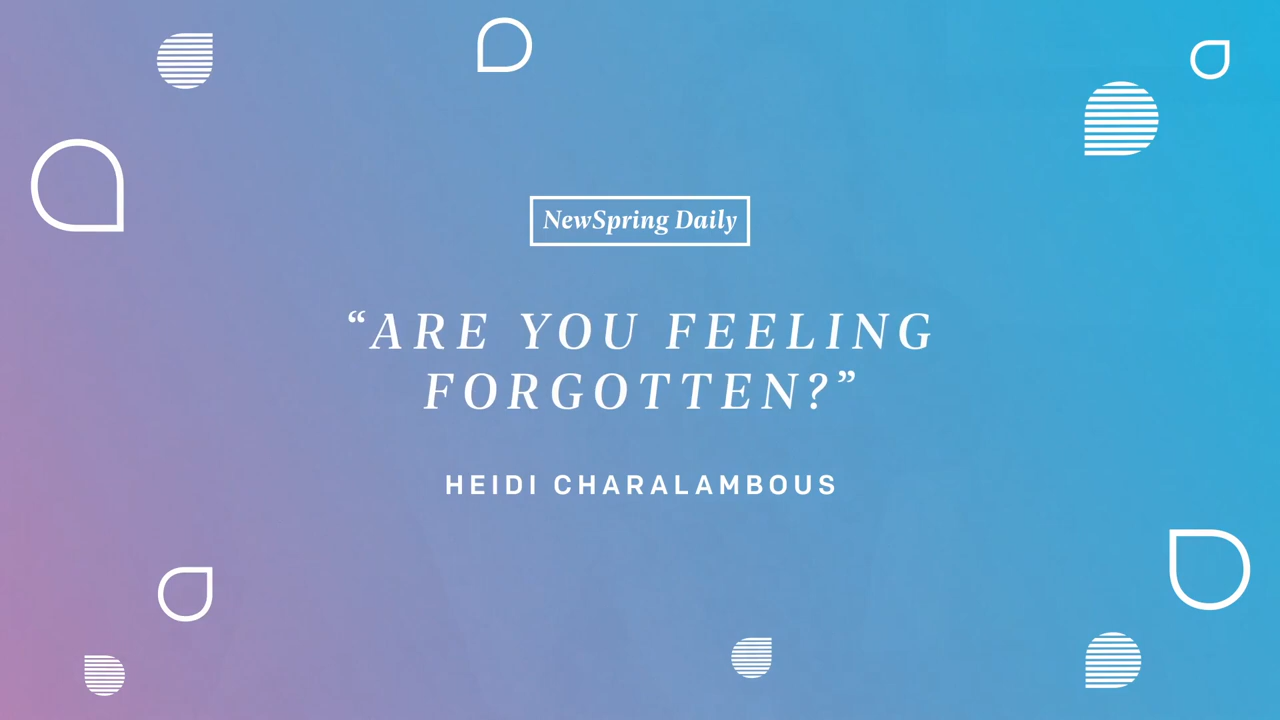 NewSpring Daily
“ARE YOU FEELING
FORGOTTEN?”
HEIDI CHARALAMBOUS